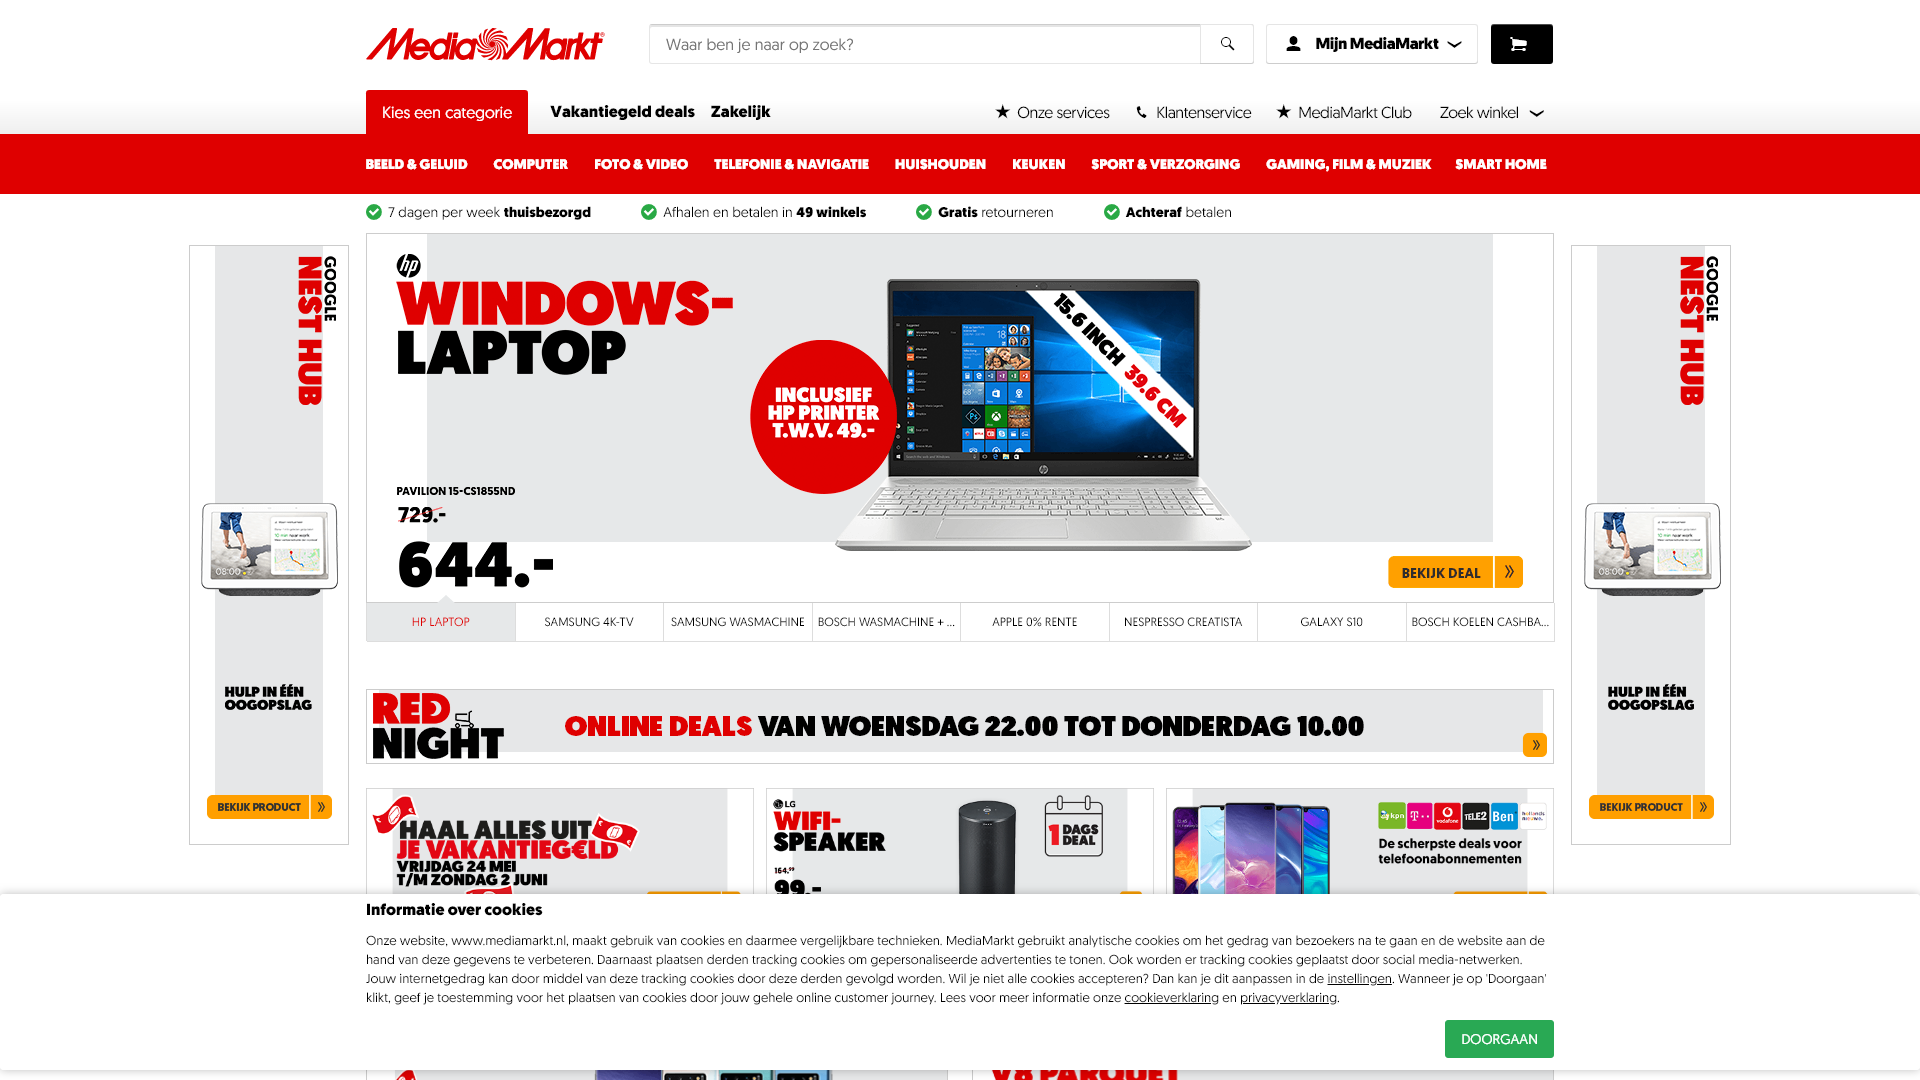 MediaMarkt
Waar ben je naar op zoek?
Mijn MediaMarkt
Kies een categorie
Vakantiegeld deals
Zakelijk
Onze services
Klantenservice
MediaMarkt Club
Zoek winkel
BEELD & GELUID
COMPUTER
FOTO & VIDEO
TELEFONIE & NAVIGATIE
HUISHOUDEN
KEUKEN
SPORT & VERZORGING
GAMING, FILM & MUZIEK
SMART HOME
7 dagen per week thuisbezorgd
Afhalen en betalen in 49 winkels
Gratis retourneren
Achteraf betalen
GOOGLE
NEST HUB
08:00
HULP IN ÉÉN
OOGOPSLAG
BEKIJK PRODUCT
hp
WINDOWS-
LAPTOP
INCLUSIEF
HP PRINTER
T.W.V. 49.-
15.6 INCH 39.6 CM
PAVILION 15-CS1855ND
729.-
644.-
BEKIJK DEAL
HP LAPTOP
SAMSUNG 4K-TV
SAMSUNG WASMACHINE
BOSCH WASMACHINE + ...
APPLE 0% RENTE
NESPRESSO CREATISTA
GALAXY S10
BOSCH KOELEN CASHBA...
GOOGLE
NEST HUB
08:00
HULP IN ÉÉN
OOGOPSLAG
BEKIJK PRODUCT
RED
NIGHT
ONLINE DEALS VAN WOENSDAG 22.00 TOT DONDERDAG 10.00
HAAL ALLES UIT
JE VAKANTIEG€LD
VRIJDAG 24 MEI
T/M ZONDAG 2 JUNI
LG
WIFI-
SPEAKER
164.99
99.-
1 DAGS
DEAL
kpn
T
vodafone
TELE2
Ben
hollands
nieuwe.
De scherpste deals voor
telefoonabonnementen
Informatie over cookies
Onze website, www.mediamarkt.nl, maakt gebruik van cookies en daarmee vergelijkbare technieken. MediaMarkt gebruikt analytische cookies om het gedrag van bezoekers na te gaan en de website aan de
hand van deze gegevens te verbeteren. Daarnaast plaatsen derden tracking cookies om gepersonaliseerde advertenties te tonen. Ook worden er tracking cookies geplaatst door social media-netwerken.
Jouw internetgedrag kan door middel van deze tracking cookies door deze derden gevolgd worden. Wil je niet alle cookies accepteren? Dan kan je dit aanpassen in de instellingen. Wanneer je op 'Doorgaan'
klikt, geef je toestemming voor het plaatsen van cookies door jouw gehele online customer journey. Lees voor meer informatie onze cookieverklaring en privacyverklaring.
DOORGAAN
V8 PARQUET